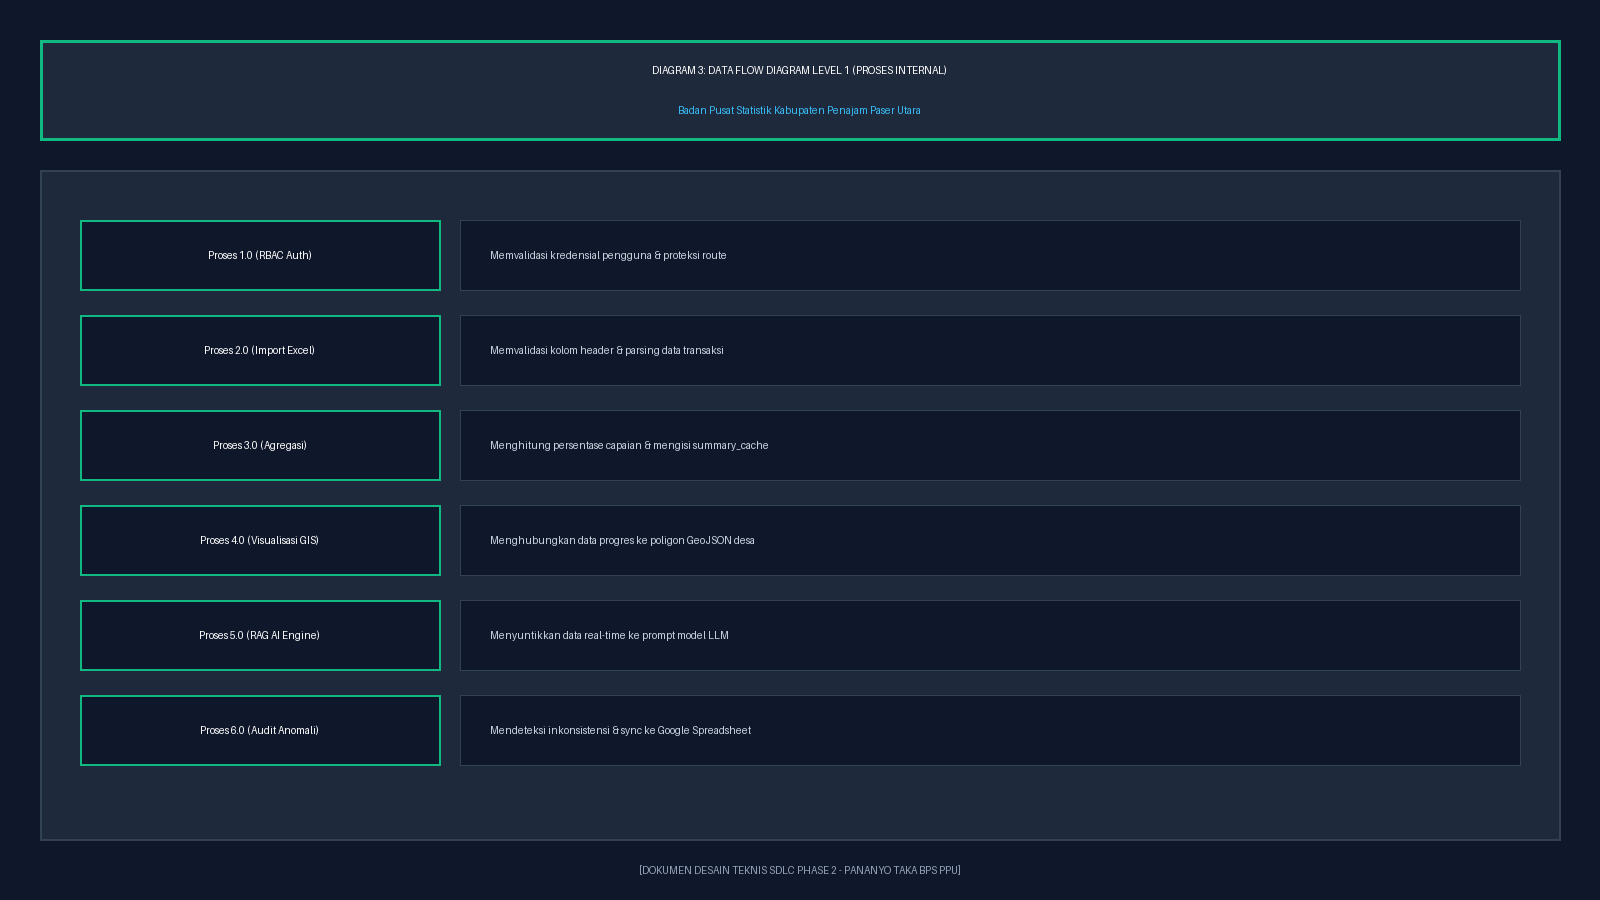 DIAGRAM 3: DATA FLOW DIAGRAM LEVEL 1 (PROSES INTERNAL)
Badan Pusat Statistik Kabupaten Penajam Paser Utara
Proses 1.0 (RBAC Auth)
Memvalidasi kredensial pengguna & proteksi route
Proses 2.0 (Import Excel)
Memvalidasi kolom header & parsing data transaksi
Proses 3.0 (Agregasi)
Menghitung persentase capaian & mengisi summary_cache
Proses 4.0 (Visualisasi GIS)
Menghubungkan data progres ke poligon GeoJSON desa
Proses 5.0 (RAG AI Engine)
Menyuntikkan data real-time ke prompt model LLM
Proses 6.0 (Audit Anomali)
Mendeteksi inkonsistensi & sync ke Google Spreadsheet
[DOKUMEN DESAIN TEKNIS SDLC PHASE 2 - PANANYO TAKA BPS PPU]